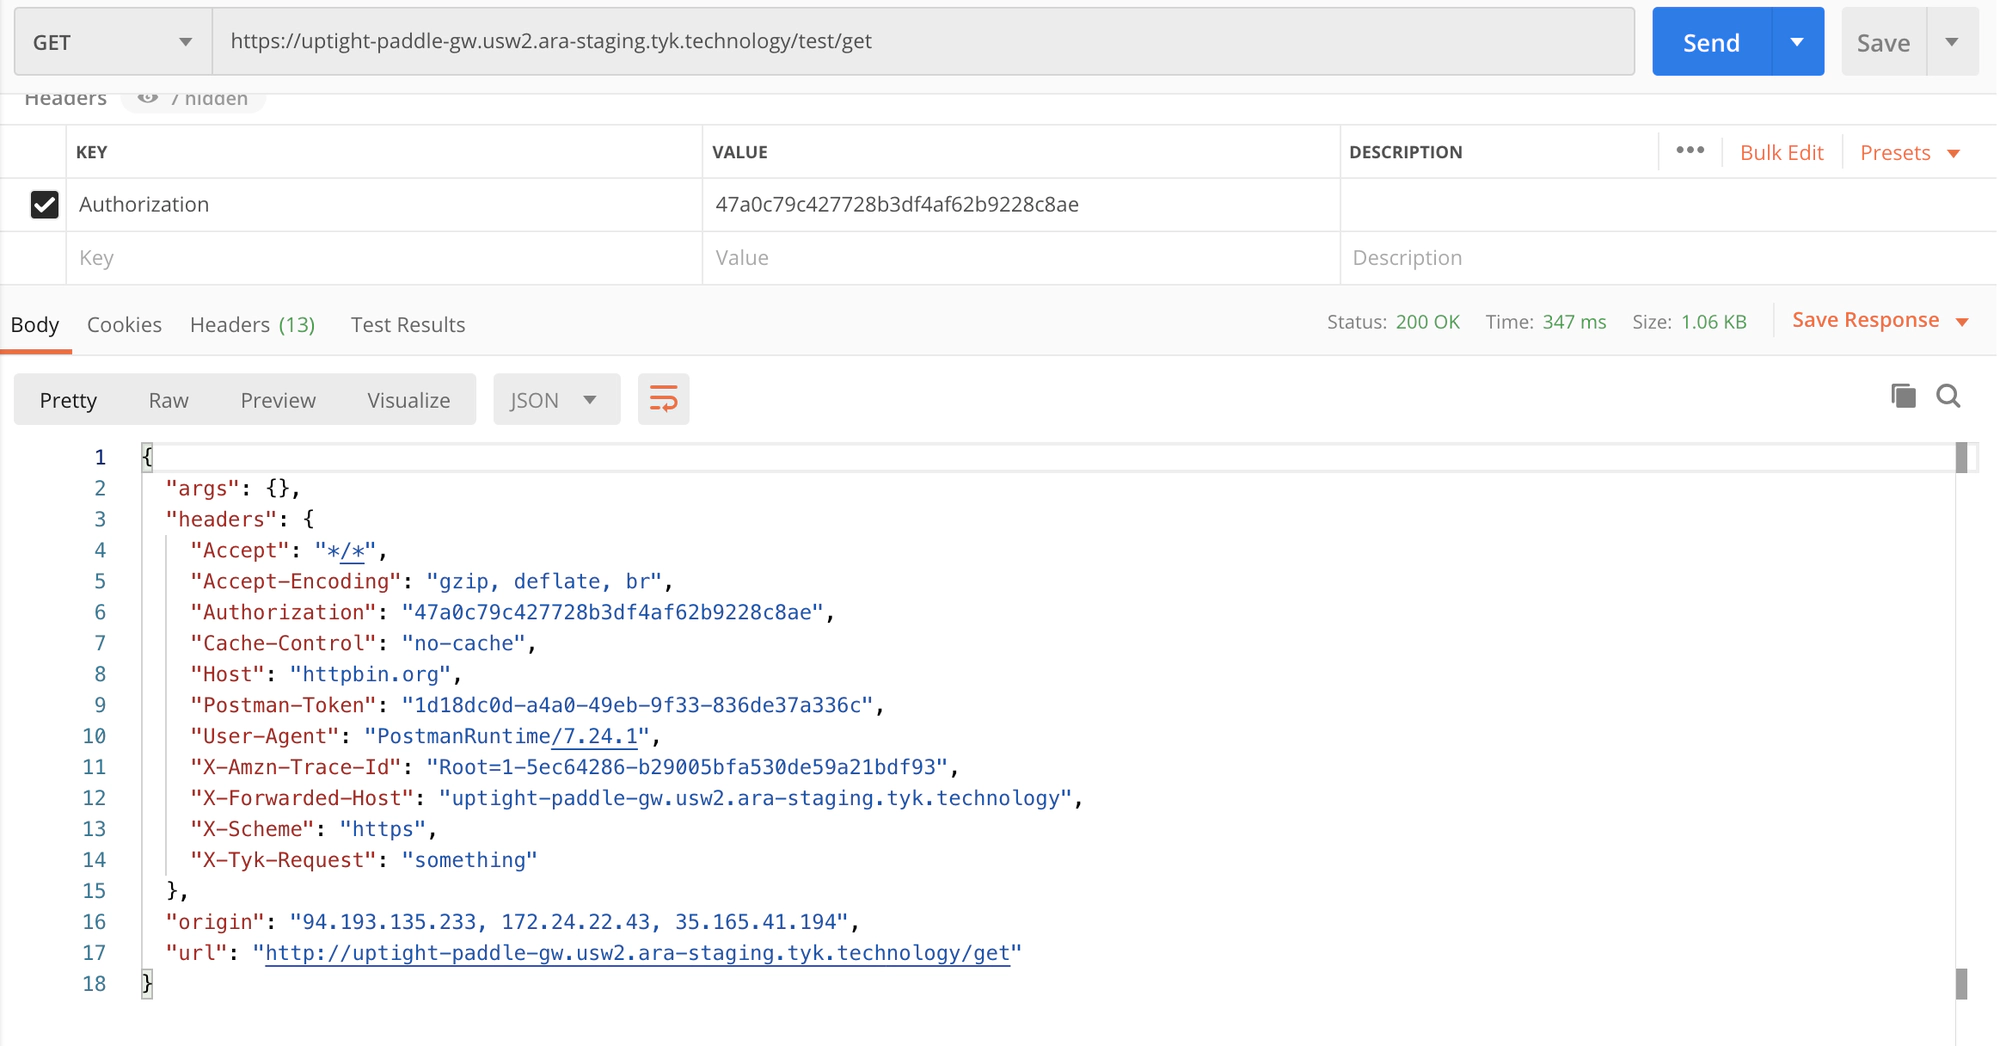 GET https://uptight-paddle-gw.usw2.ara-staging.tyk.technology/test/get Send Save
Headers 7 hidden
KEY VALUE DESCRIPTION ••• Bulk Edit Presets
Authorization 47a0c79c427728b3df4af62b9228c8ae
Key Value Description
Body Cookies Headers (13) Test Results Status: 200 OK Time: 347 ms Size: 1.06 KB Save Response
Pretty Raw Preview Visualize JSON
1 {
2 "args": {},
3 "headers": {
4 "Accept": "*/*",
5 "Accept-Encoding": "gzip, deflate, br",
6 "Authorization": "47a0c79c427728b3df4af62b9228c8ae",
7 "Cache-Control": "no-cache",
8 "Host": "httpbin.org",
9 "Postman-Token": "1d18dc0d-a4a0-49eb-9f33-836de37a336c",
10 "User-Agent": "PostmanRuntime/7.24.1",
11 "X-Amzn-Trace-Id": "Root=1-5ec64286-b29005bfa530de59a21bdf93",
12 "X-Forwarded-Host": "uptight-paddle-gw.usw2.ara-staging.tyk.technology",
13 "X-Scheme": "https",
14 "X-Tyk-Request": "something"
15 },
16 "origin": "94.193.135.233, 172.24.22.43, 35.165.41.194",
17 "url": "http://uptight-paddle-gw.usw2.ara-staging.tyk.technology/get"
18 }